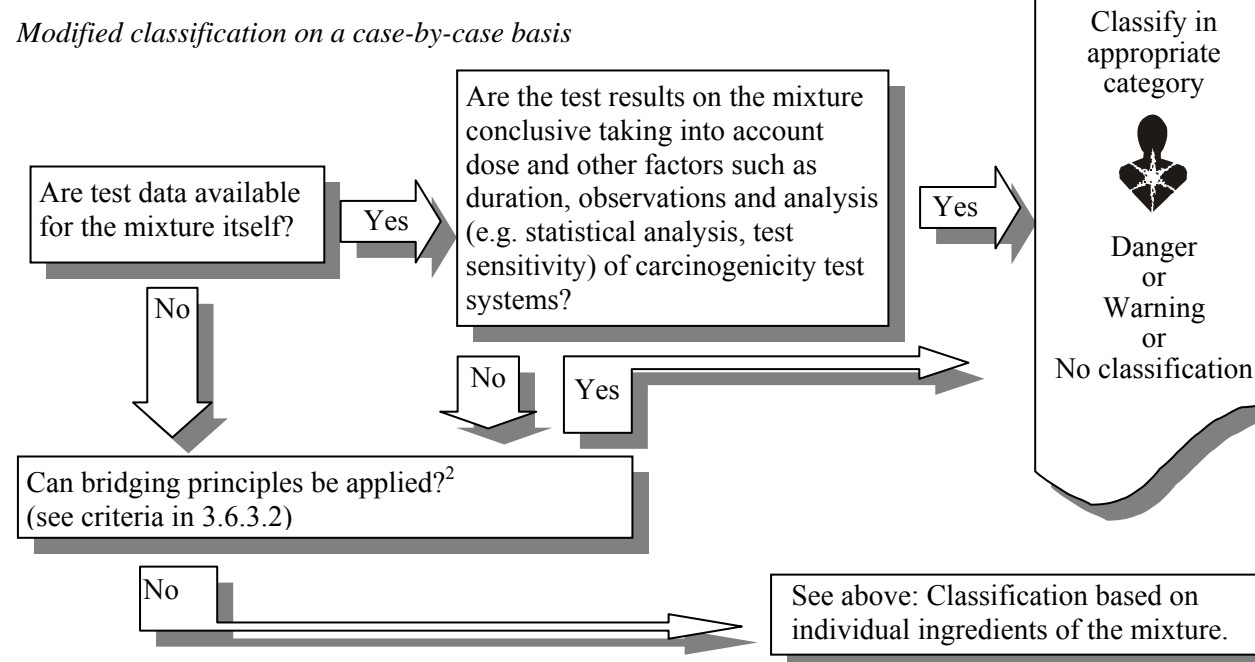 Modified classification on a case-by-case basis
Are test data available
for the mixture itself?
Yes
Are the test results on the mixture
conclusive taking into account
dose and other factors such as
duration, observations and analysis
(e.g. statistical analysis, test
sensitivity) of carcinogenicity test
systems?
Yes
Classify in
appropriate
category
Danger
or
Warning
or
No classification
No
No
Yes
Can bridging principles be applied?²
(see criteria in 3.6.3.2)
No
See above: Classification based on
individual ingredients of the mixture.